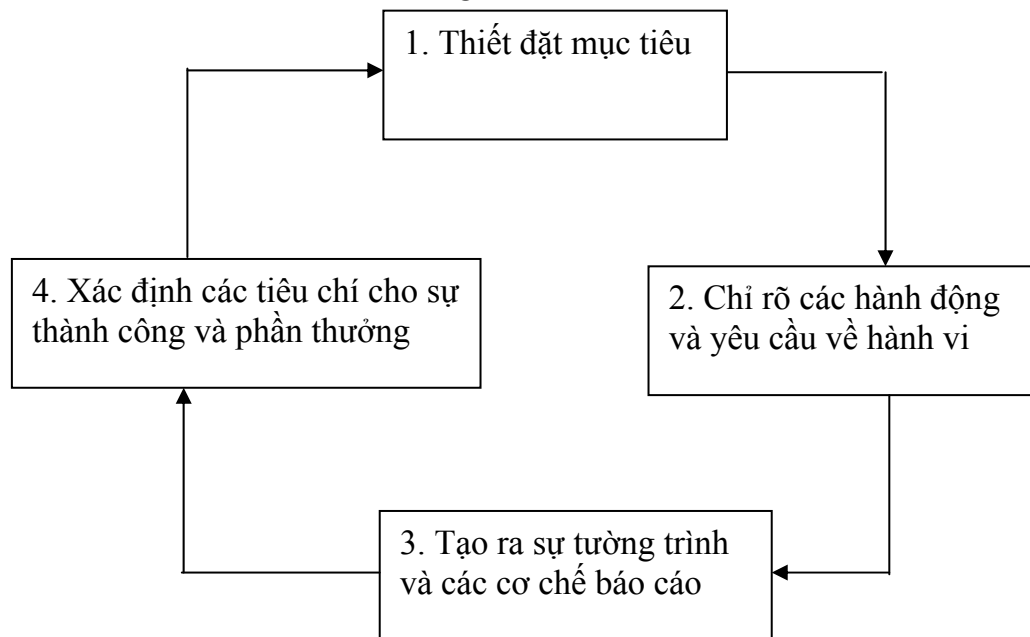 1. Thiết đặt mục tiêu
2. Chỉ rõ các hành động
và yêu cầu về hành vi
3. Tạo ra sự tường trình
và các cơ chế báo cáo
4. Xác định các tiêu chí cho sự
thành công và phần thưởng